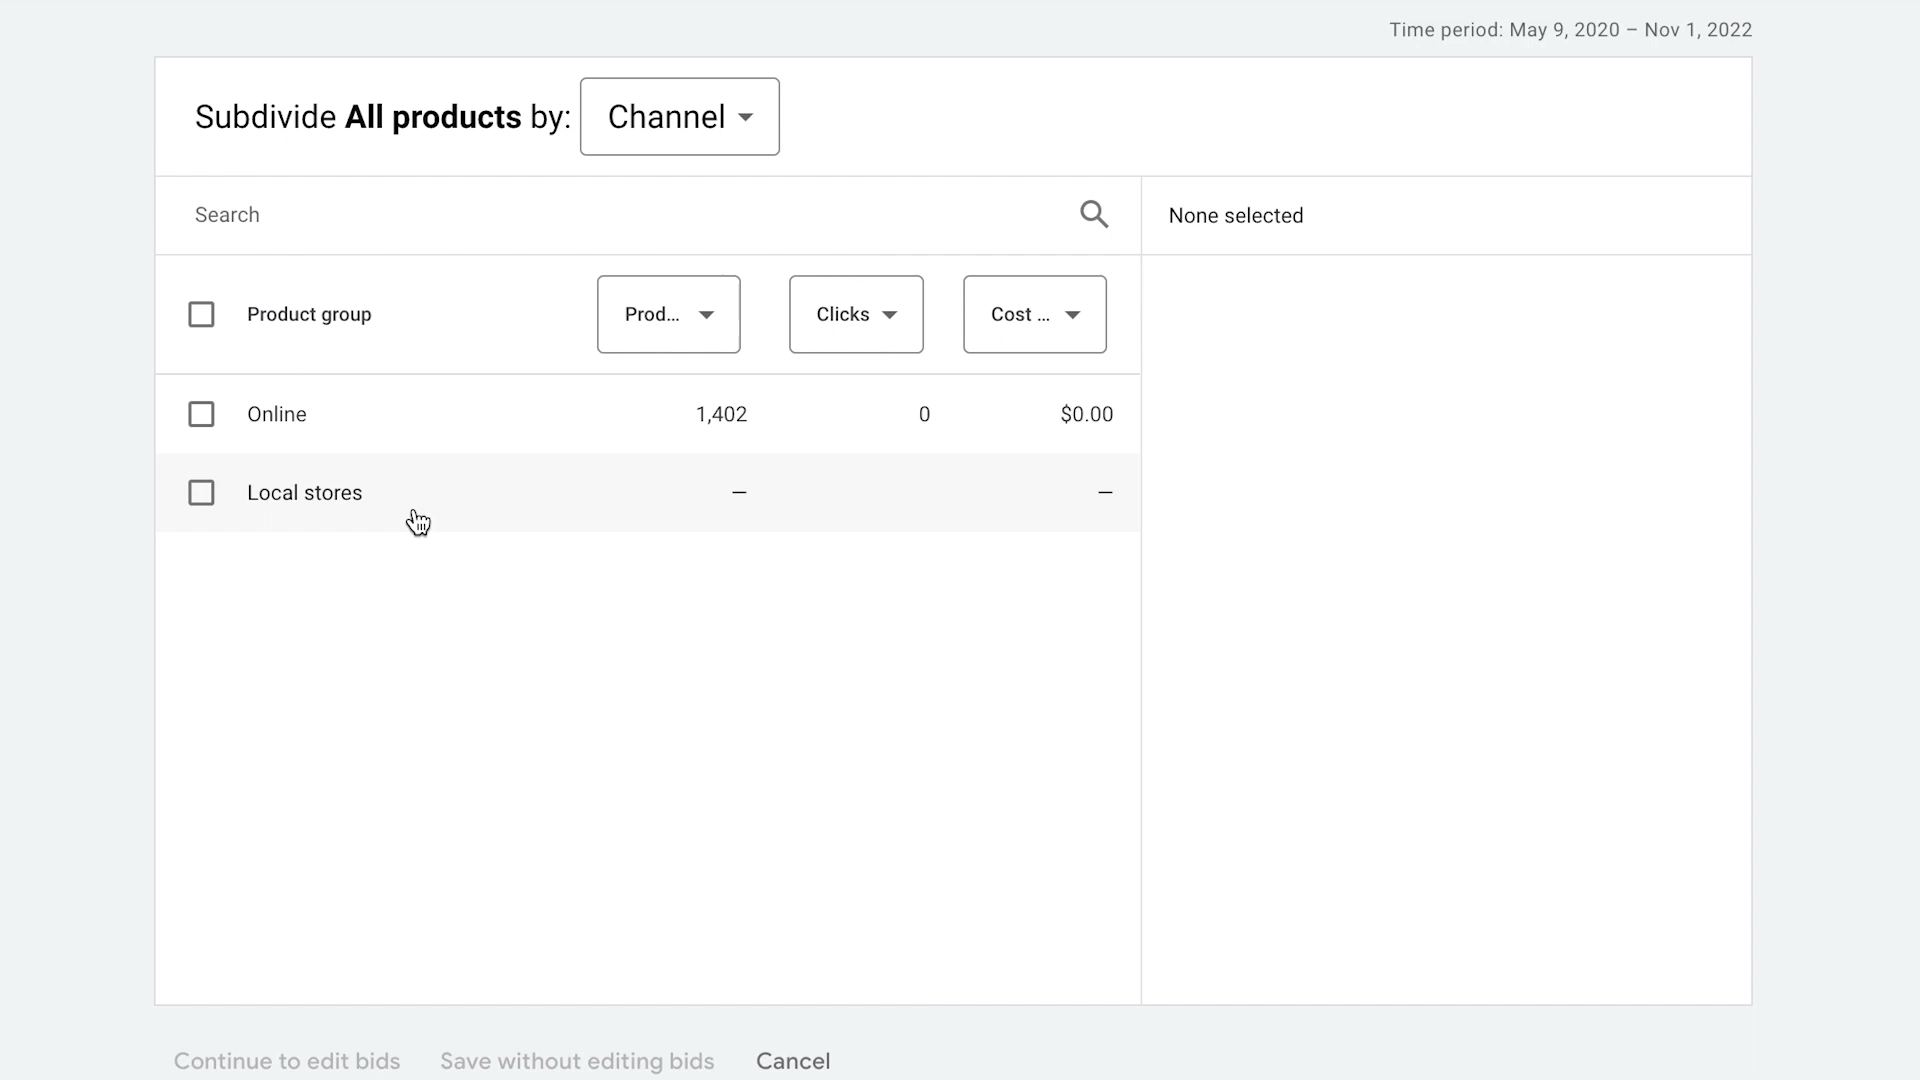 Time period: May 9, 2020 – Nov 1, 2022
Subdivide All products by: Channel
Search
None selected
Product group Prod... Clicks Cost ...
Online 1,402 0 $0.00
Local stores – –
Continue to edit bids Save without editing bids Cancel